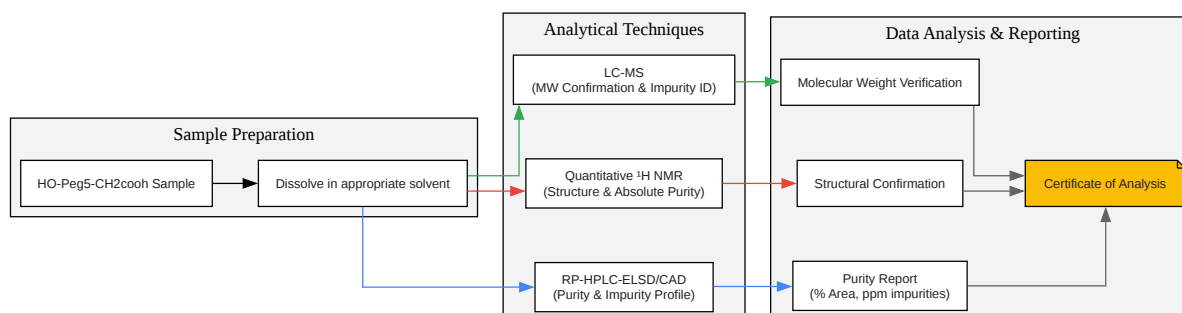 Sample Preparation
HO-Peg5-CH2cooh Sample
Dissolve in appropriate solvent
Analytical Techniques
LC-MS
(MW Confirmation & Impurity ID)
Quantitative ¹H NMR
(Structure & Absolute Purity)
RP-HPLC-ELSD/CAD
(Purity & Impurity Profile)
Data Analysis & Reporting
Molecular Weight Verification
Structural Confirmation
Purity Report
(% Area, ppm impurities)
Certificate of Analysis